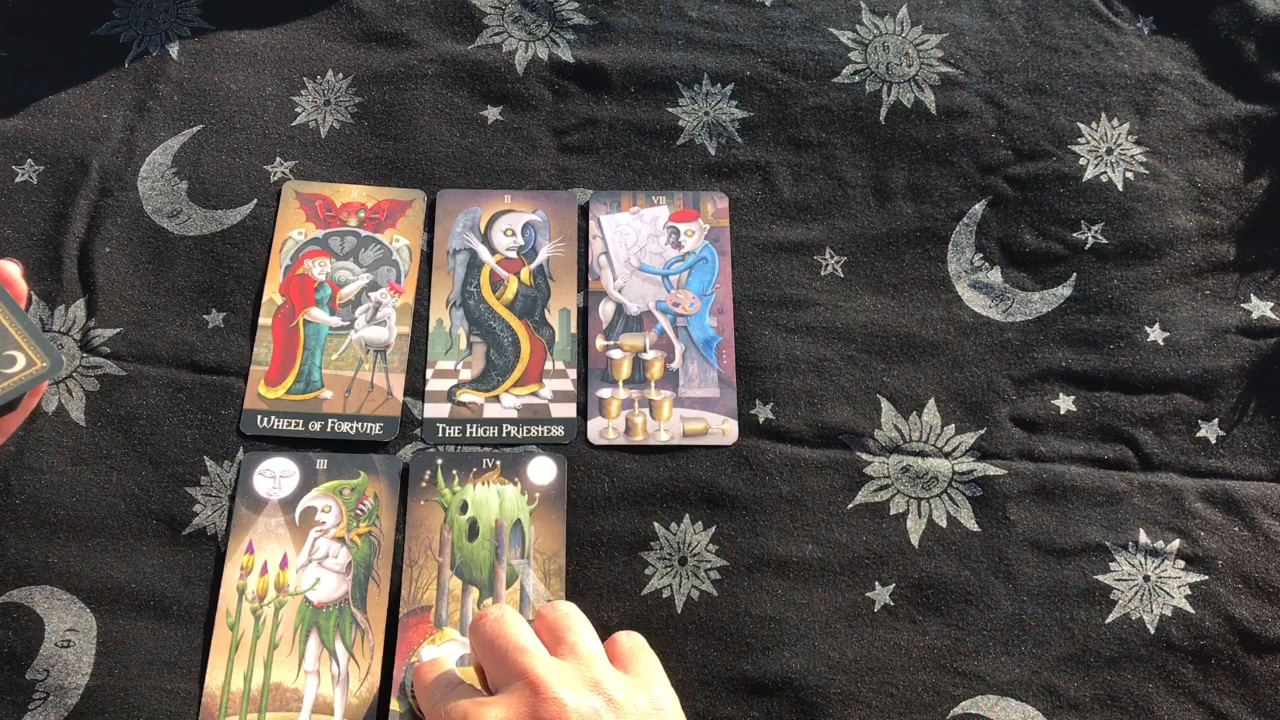 X
II
VII
Wheel of Fortune
The High Priestess
III
IV